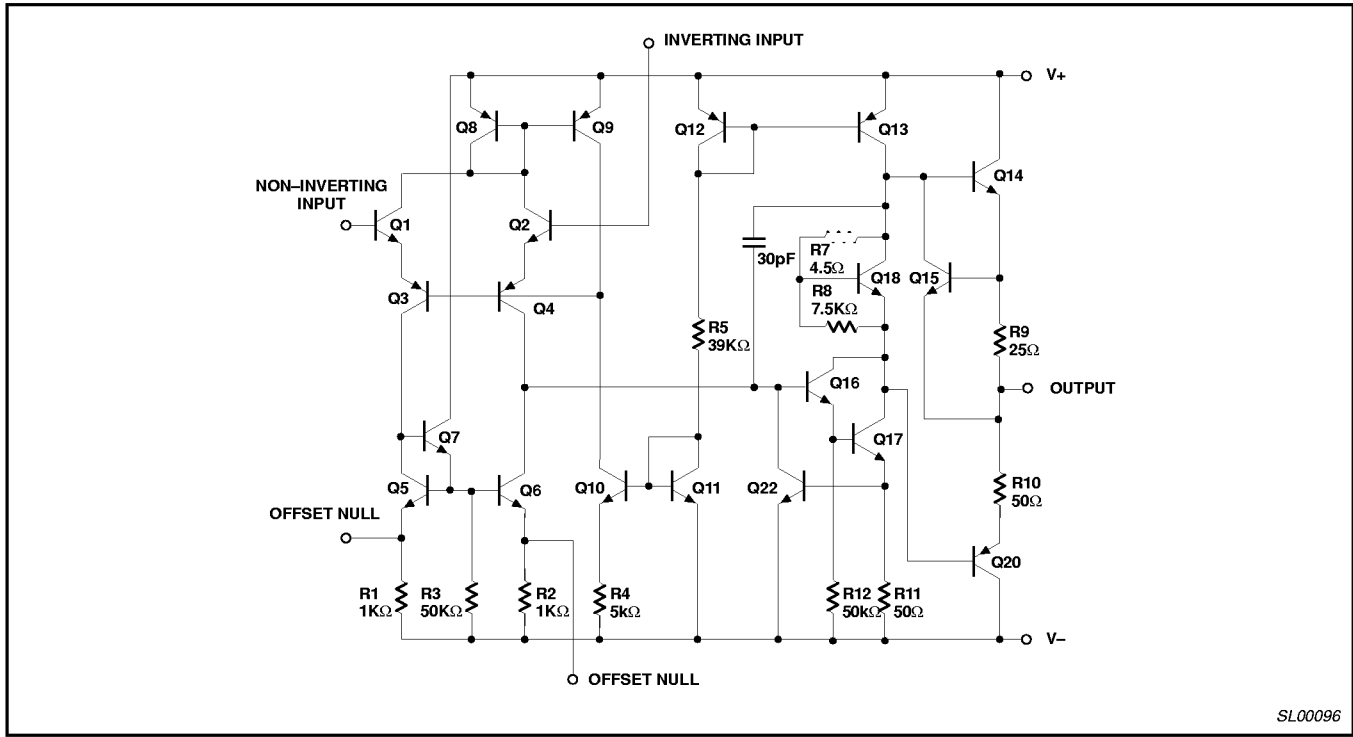 INVERTING INPUT
V+
Q8
Q9
Q12
Q13
Q14
NON–INVERTING
INPUT
Q1
Q2
30pF
R7
4.5Ω
Q18
Q15
Q3
Q4
R8
7.5KΩ
R5
39KΩ
R9
25Ω
Q16
OUTPUT
Q7
Q17
Q5
Q6
Q10
Q11
Q22
R10
50Ω
OFFSET NULL
Q20
R1
1KΩ
R3
50KΩ
R2
1KΩ
R4
5kΩ
R12
50kΩ
R11
50Ω
V–
OFFSET NULL
SL00096